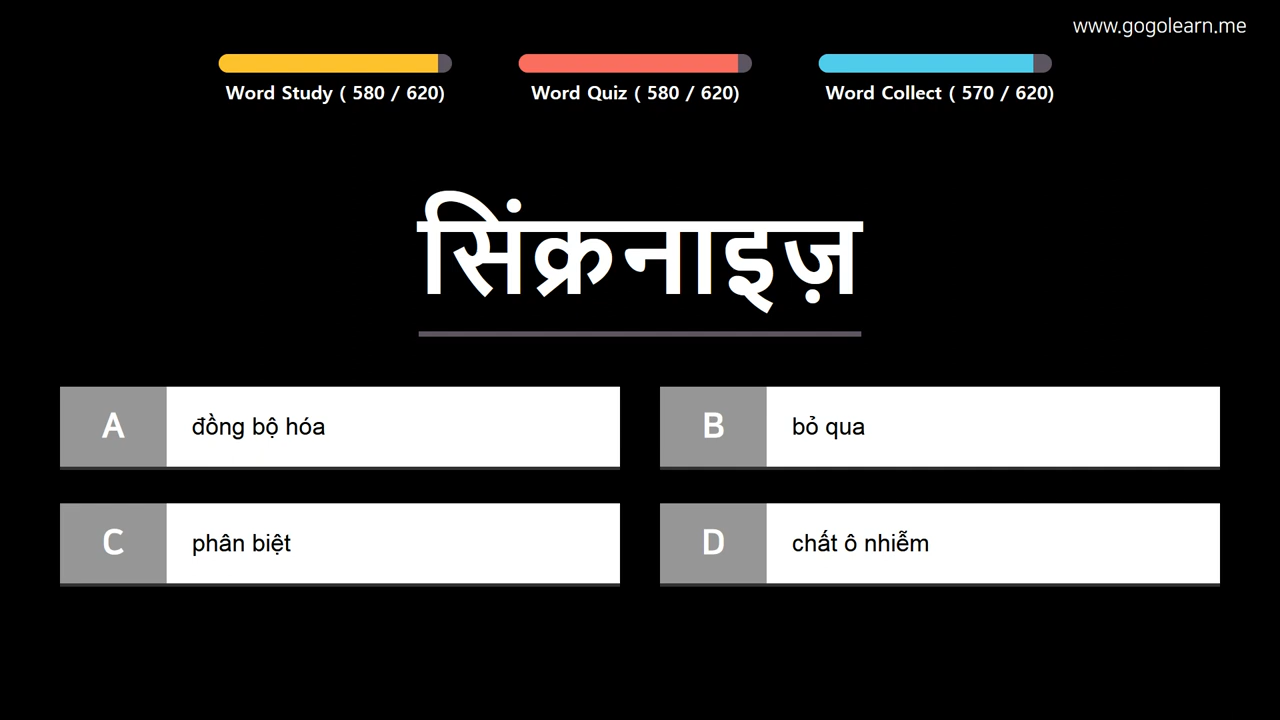 www.gogolearn.me
Word Study ( 580 / 620)
Word Quiz ( 580 / 620)
Word Collect ( 570 / 620)
सिंक्रनाइज़
A đồng bộ hóa
B bỏ qua
C phân biệt
D chất ô nhiễm